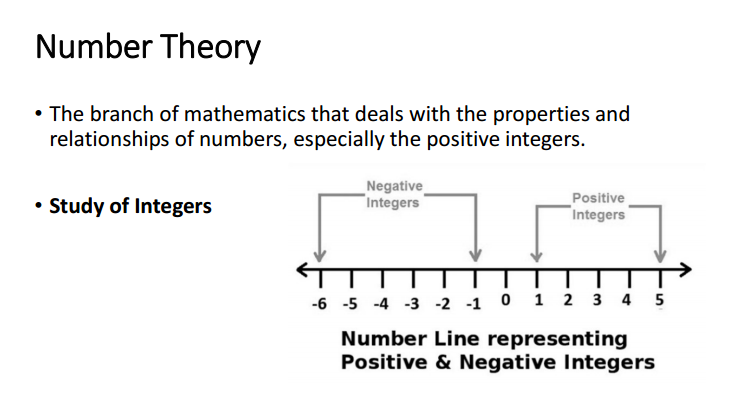 Number Theory
• The branch of mathematics that deals with the properties and
relationships of numbers, especially the positive integers.
• Study of Integers
Negative
Integers
Positive
Integers
-6 -5 -4 -3 -2 -1 0 1 2 3 4 5
Number Line representing
Positive & Negative Integers